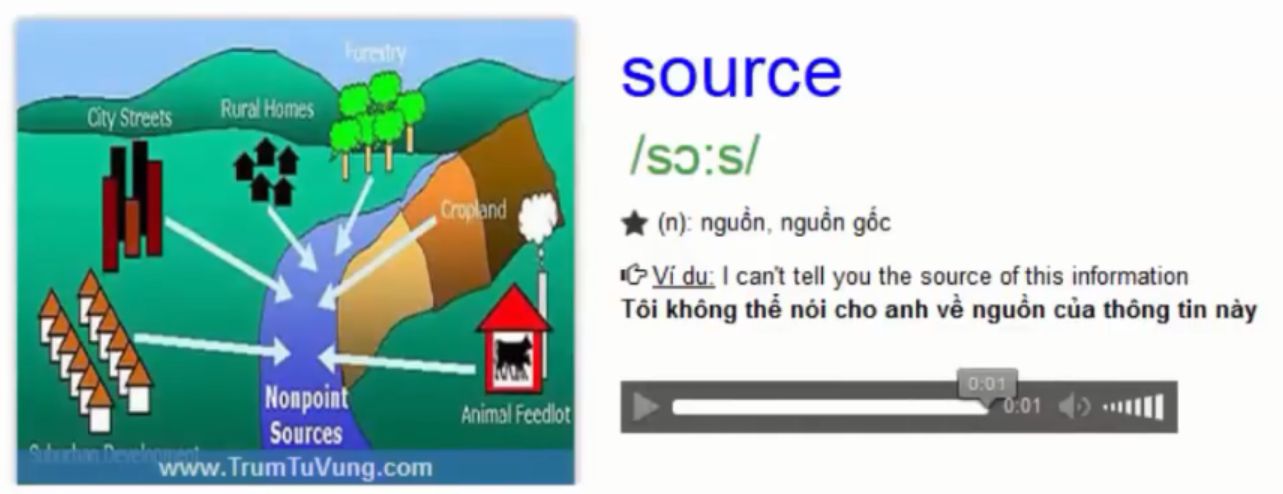 Forestry
City Streets
Rural Homes
Cropland
Nonpoint
Sources
Animal Feedlot
Suburban Development
www.TrumTuVung.com
source
/sɔ:s/
★ (n): nguồn, nguồn gốc
Ví du: I can't tell you the source of this information
Tôi không thể nói cho anh về nguồn của thông tin này
0:01
0:01